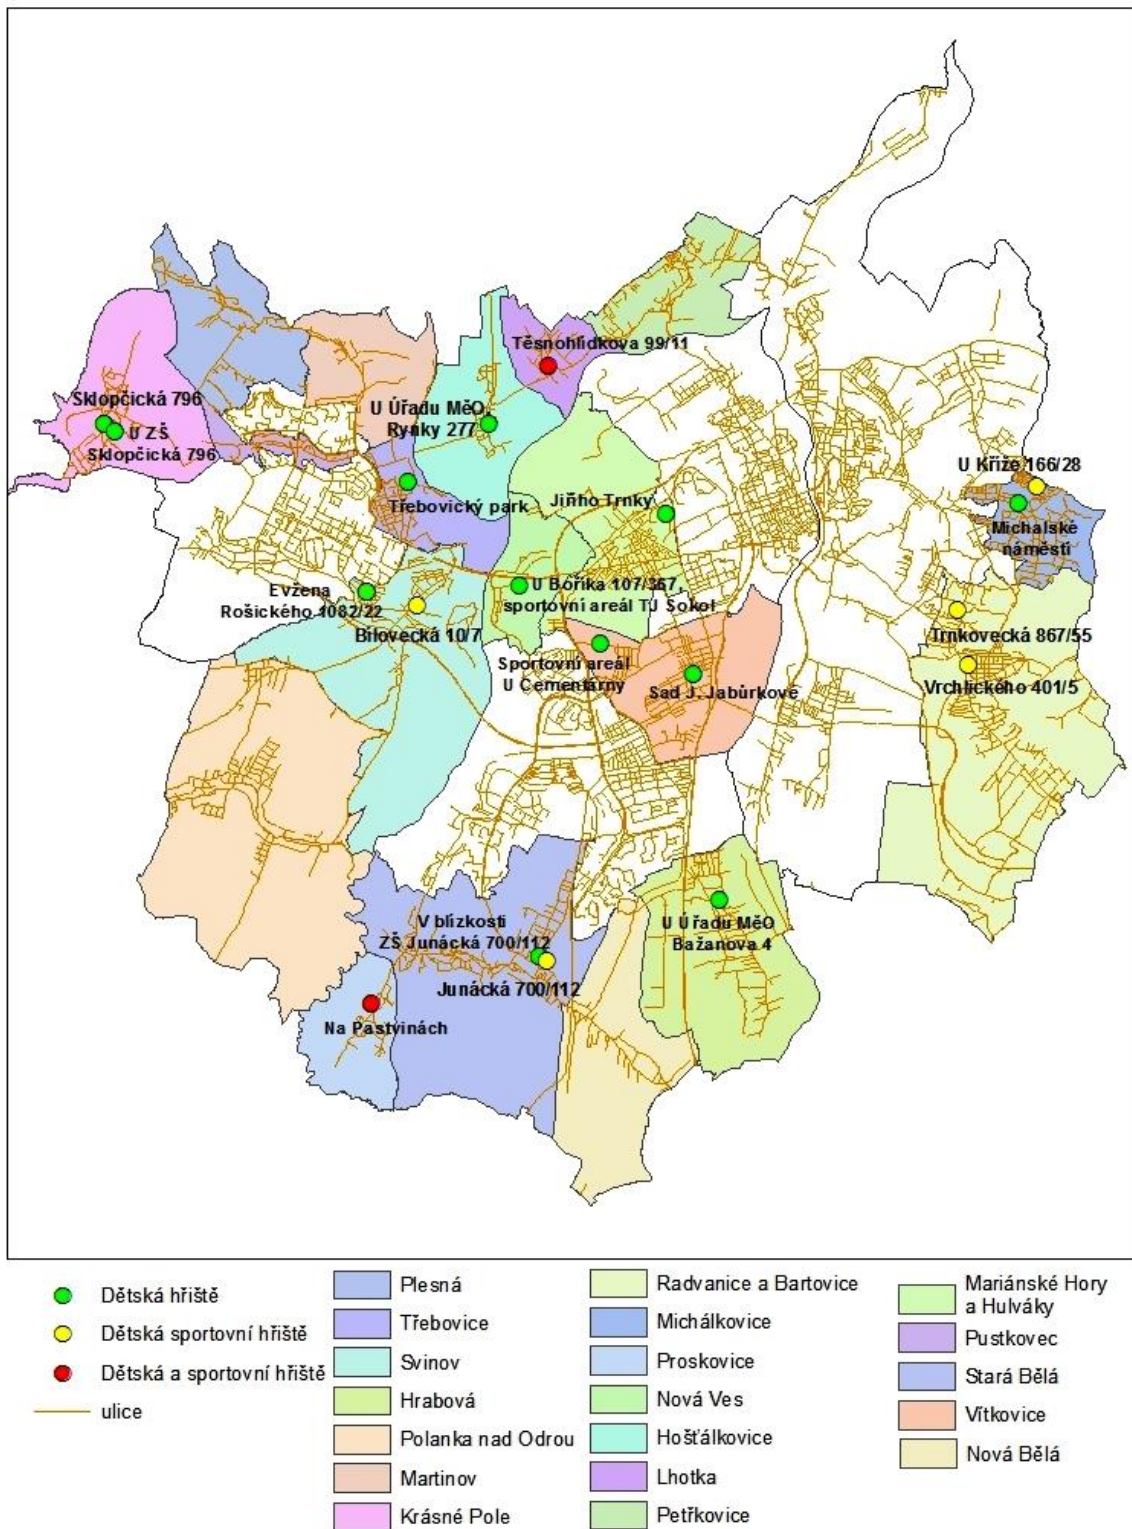 Těsnohlídkova 99/11
Sklopčická 796
U ZŠ
Sklopčická 796
U Úřadu MěO
Rynky 277
U Kříže 166/28
Michalské
náměstí
Třebovický park
Jiřího Trnky
Evžena
Rošického 1082/22
U Boříka 107/367
sportovní areál TJ Sokol
Bílovecká 10/7
Trnkovecká 867/55
Sportovní areál
U Cementárny
Sad J. Jabůrkové
Vrchlického 401/5
V blízkosti
ZŠ Junácká 700/112
U Úřadu MěO
Bažanova 4
Junácká 700/112
Na Pastvinách
Dětská hřiště
Dětská sportovní hřiště
Dětská a sportovní hřiště
ulice
Plesná
Třebovice
Svinov
Hrabová
Polanka nad Odrou
Martinov
Krásné Pole
Radvanice a Bartovice
Michálkovice
Proskovice
Nová Ves
Hošťálkovice
Lhotka
Petřkovice
Mariánské Hory
a Hulváky
Pustkovec
Stará Bělá
Vítkovice
Nová Bělá